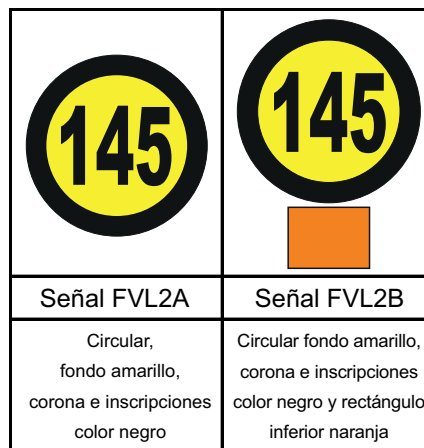 145
145
Señal FVL2A
Señal FVL2B
Circular,
fondo amarillo,
corona e inscripciones
color negro
Circular fondo amarillo,
corona e inscripciones
color negro y rectángulo
inferior naranja